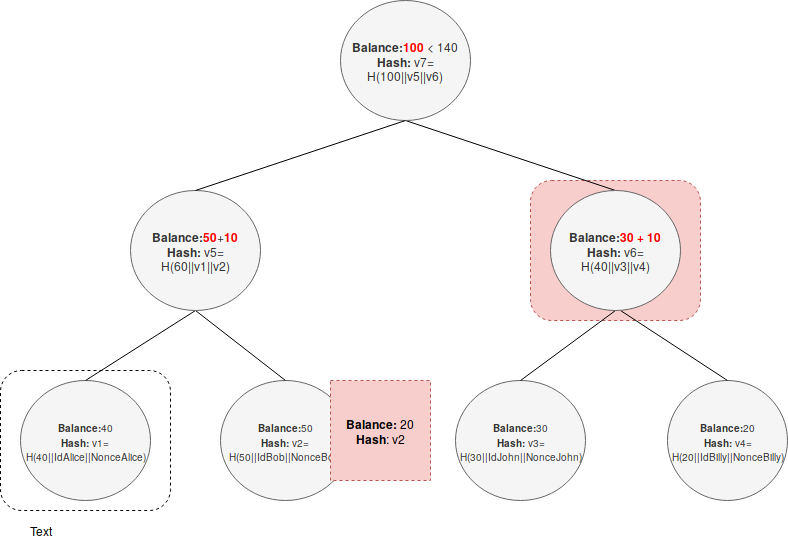 Balance:100 < 140
Hash: v7=
H(100||v5||v6)
Balance:50+10
Hash: v5=
H(60||v1||v2)
Balance:30 + 10
Hash: v6=
H(40||v3||v4)
Balance:40
Hash: v1=
H(40||IdAlice||NonceAlice)
Balance:50
Hash: v2=
H(50||IdBob||NonceBo
Balance: 20
Hash: v2
Balance:30
Hash: v3=
H(30||IdJohn||NonceJohn)
Balance:20
Hash: v4=
H(20||IdBilly||NonceBilly)
Text